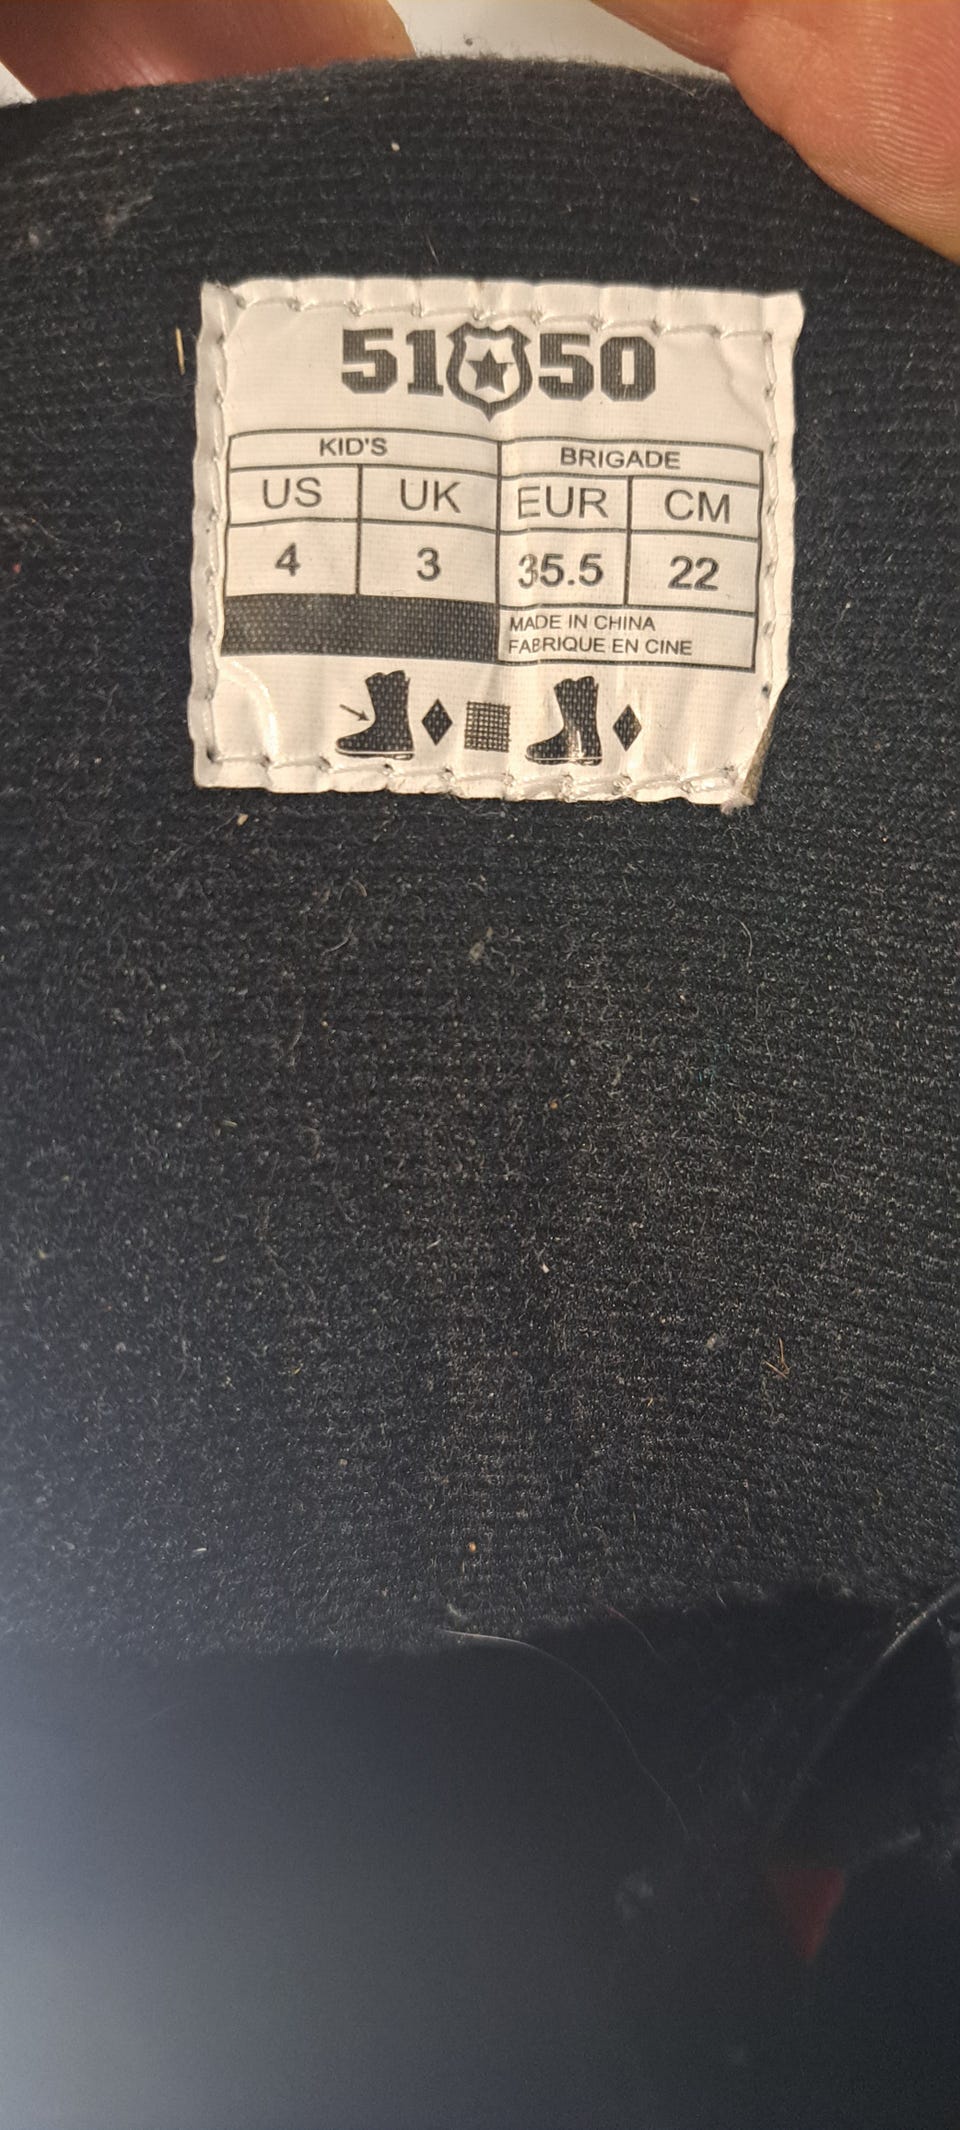 51 50
KID'S BRIGADE
US UK EUR CM
4 3 35.5 22
MADE IN CHINA
FABRIQUE EN CINE